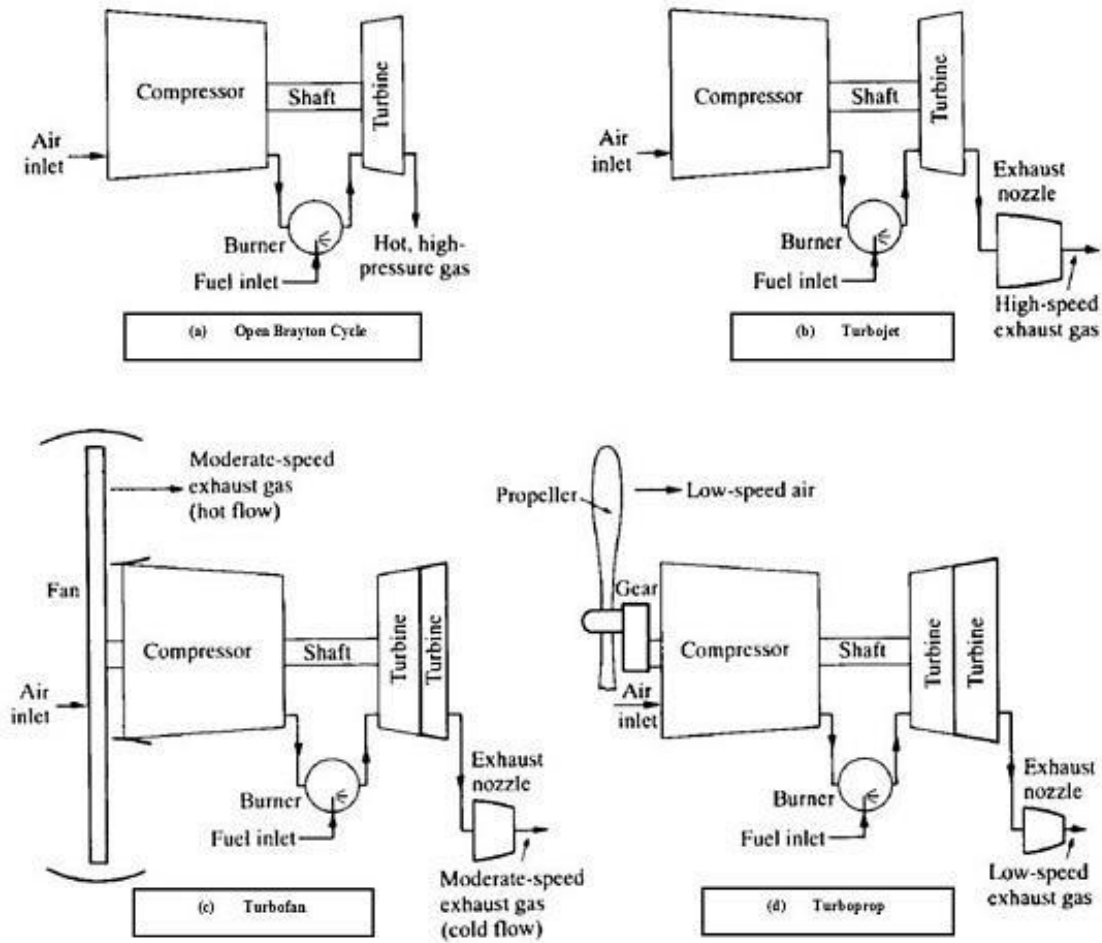 Compressor
Shaft
Turbine
Air
inlet
Burner
Fuel inlet
Hot, high-
pressure gas
(a) Open Brayton Cycle
Compressor
Shaft
Turbine
Air
inlet
Burner
Fuel inlet
Exhaust
nozzle
High-speed
exhaust gas
(b) Turbojet
Moderate-speed
exhaust gas
(hot flow)
Fan
Compressor
Shaft
Turbine
Turbine
Air
inlet
Burner
Fuel inlet
Exhaust
nozzle
Moderate-speed
exhaust gas
(cold flow)
(c) Turbofan
Propeller
Low-speed air
Gear
Compressor
Shaft
Turbine
Turbine
Air
inlet
Burner
Fuel inlet
Exhaust
nozzle
Low-speed
exhaust gas
(d) Turboprop